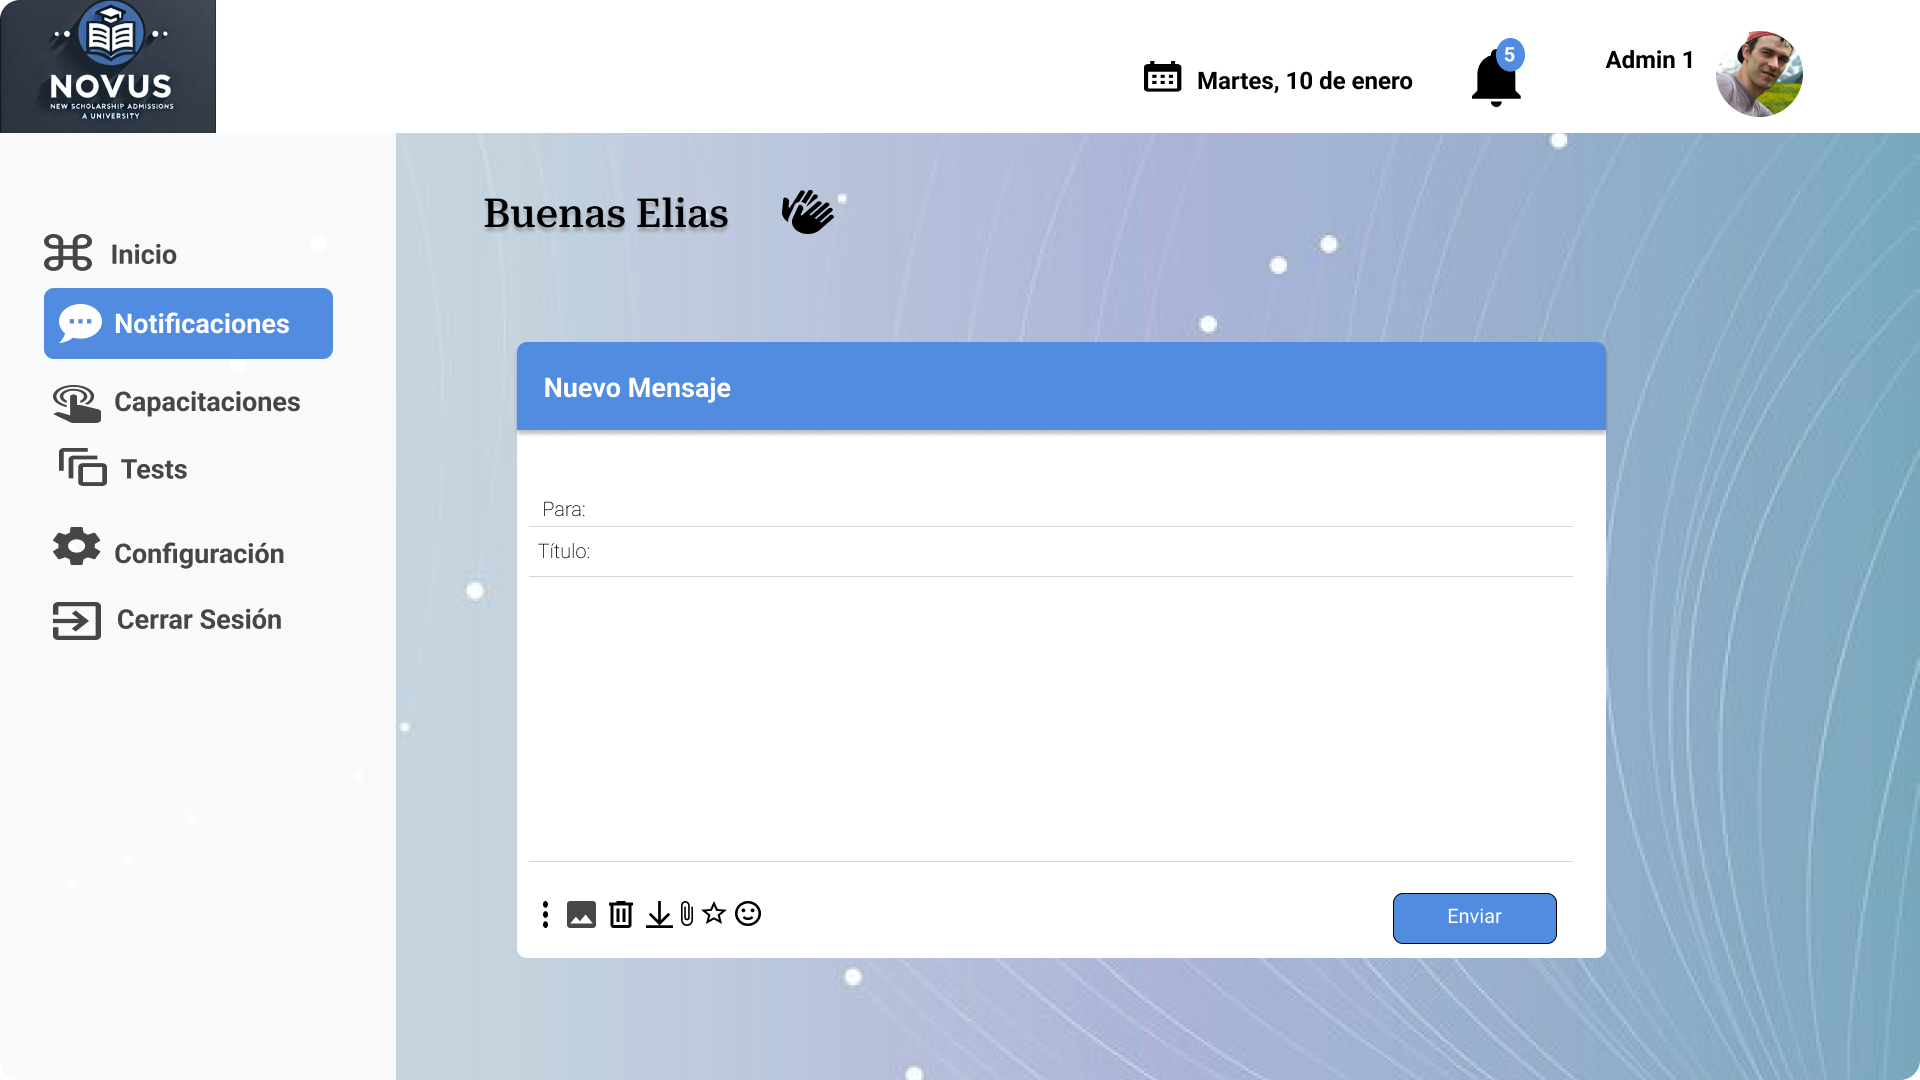 NOVUS
NEW SCHOLARSHIP ADMISSIONS
A UNIVERSITY
Martes, 10 de enero
5
Admin 1
Inicio
Notificaciones
Capacitaciones
Tests
Configuración
Cerrar Sesión
Buenas Elias
Nuevo Mensaje
Para:
Título:
Enviar